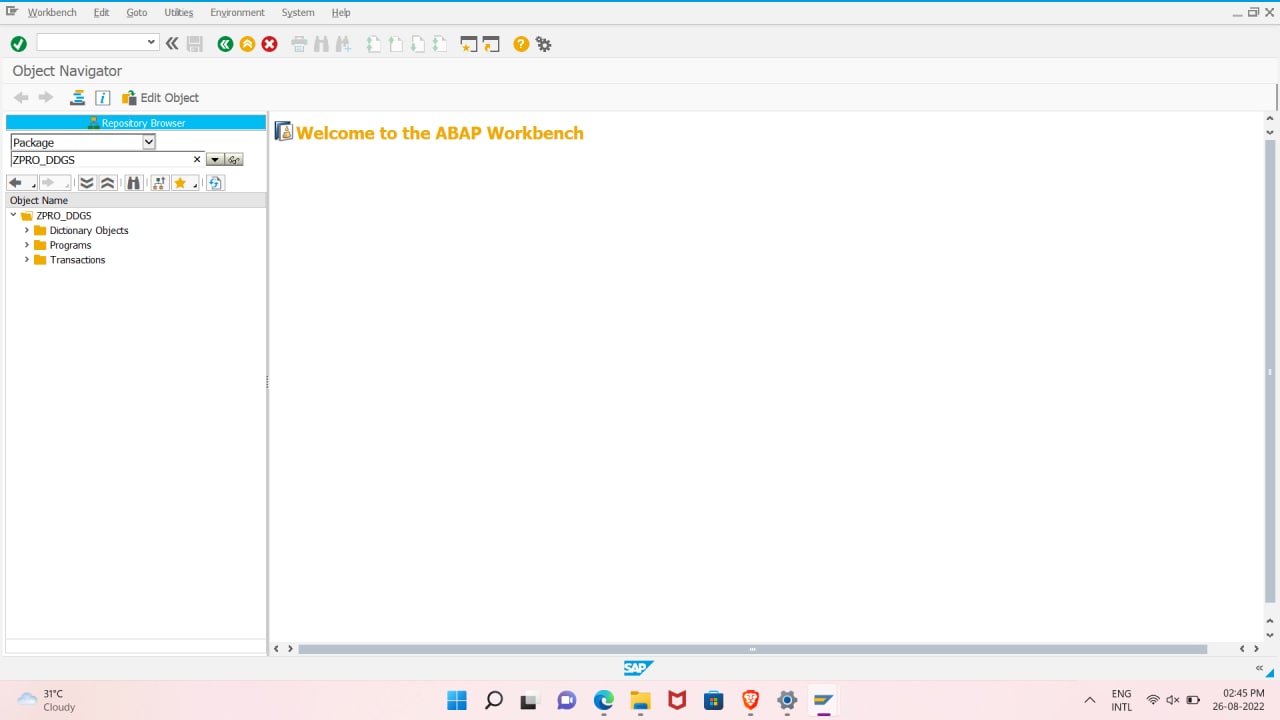 Workbench Edit Goto Utilities Environment System Help
Object Navigator
Edit Object
Repository Browser
Package
ZPRO_DDGS
Object Name
ZPRO_DDGS
Dictionary Objects
Programs
Transactions
Welcome to the ABAP Workbench
SAP
31°C
Cloudy
ENG
INTL
02:45 PM
26-08-2022